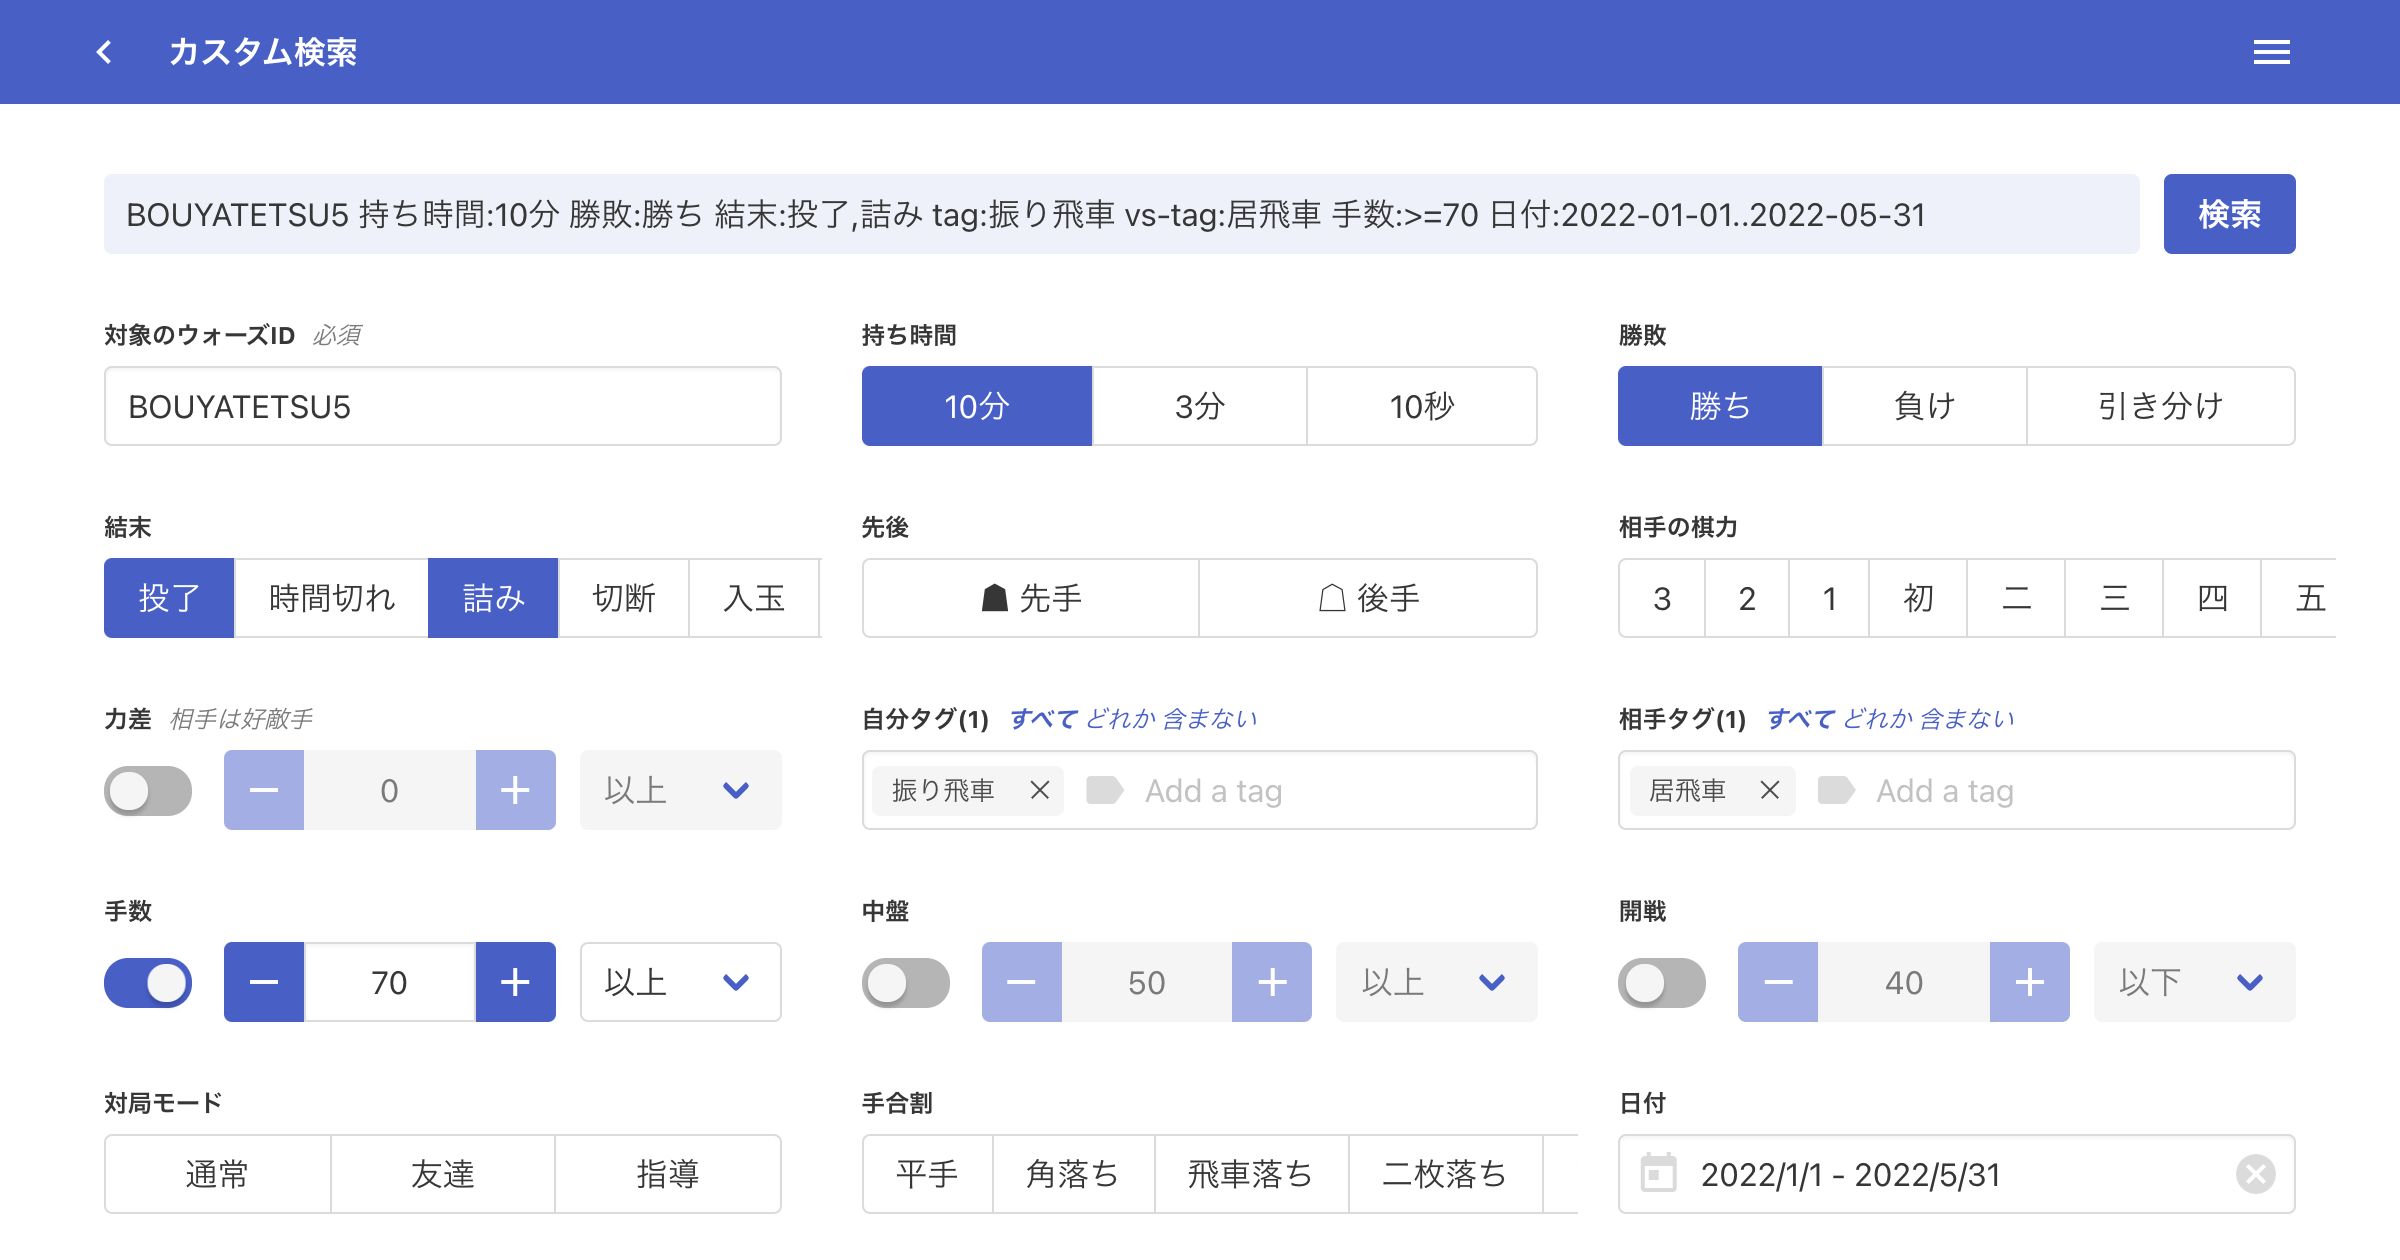 カスタム検索
BOUYATETSU5 持ち時間:10分 勝敗:勝ち 結末:投了,詰み tag:振り飛車 vs-tag:居飛車 手数:>=70 日付:2022-01-01..2022-05-31 検索
対象のウォーズID 必須 持ち時間 勝敗
BOUYATETSU5 10分 3分 10秒 勝ち 負け 引き分け
結末 先後 相手の棋力
投了 時間切れ 詰み 切断 入玉 ☗先手 ☖後手 3 2 1 初 二 三 四 五
力差 相手は好敵手 自分タグ(1) すべて どれか 含まない 相手タグ(1) すべて どれか 含まない
0 以上 振り飛車 Add a tag 居飛車 Add a tag
手数 中盤 開戦
70 以上 50 以上 40 以下
対局モード 手合割 日付
通常 友達 指導 平手 角落ち 飛車落ち 二枚落ち 2022/1/1 - 2022/5/31